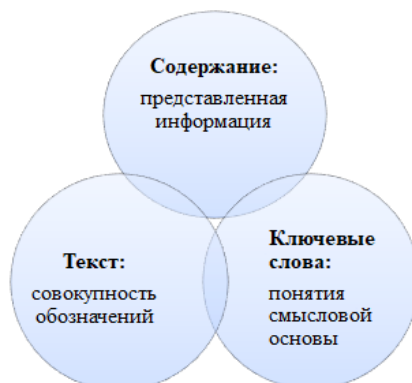 Содержание:
представленная
информация
Текст:
совокупность
обозначений
Ключевые
слова:
понятия
смысловой
основы